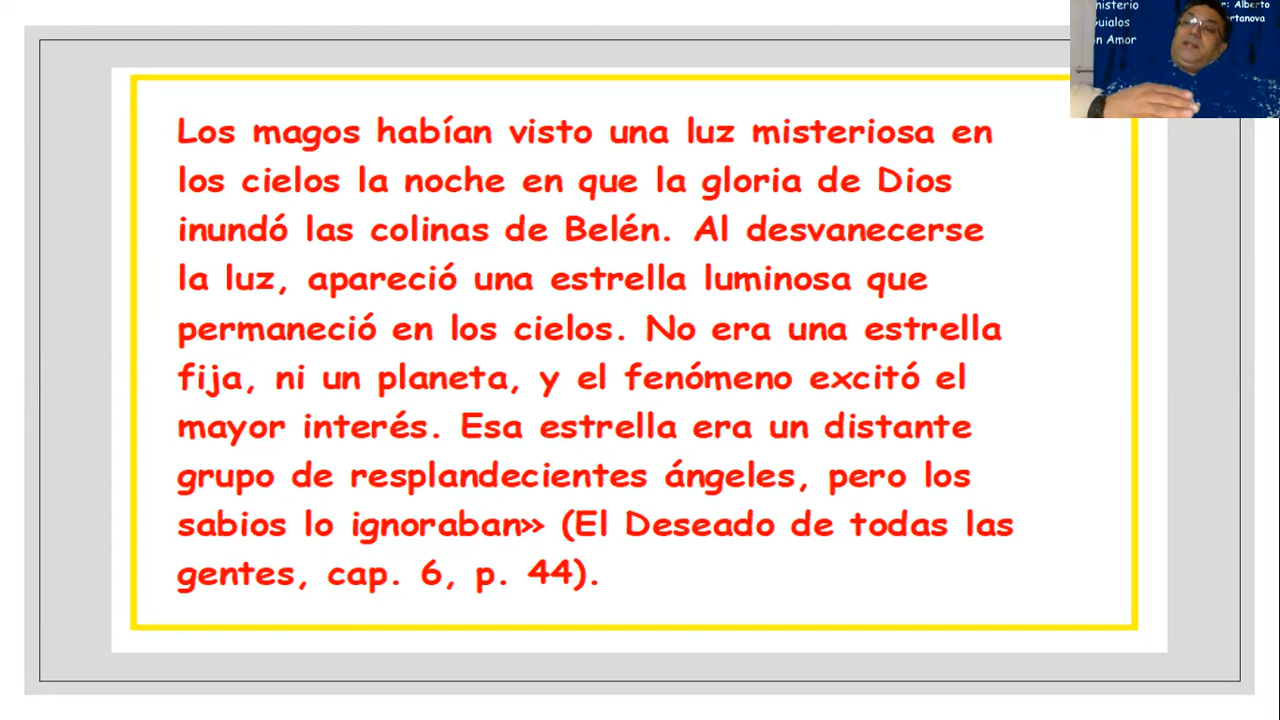 Los magos habían visto una luz misteriosa en
los cielos la noche en que la gloria de Dios
inundó las colinas de Belén. Al desvanecerse
la luz, apareció una estrella luminosa que
permaneció en los cielos. No era una estrella
fija, ni un planeta, y el fenómeno excitó el
mayor interés. Esa estrella era un distante
grupo de resplandecientes ángeles, pero los
sabios lo ignoraban» (El Deseado de todas las
gentes, cap. 6, p. 44).
Alberto
Amor